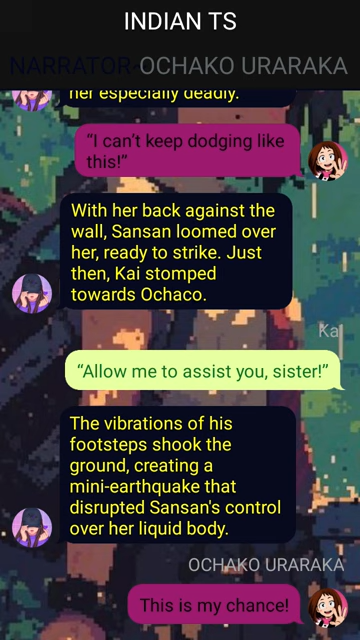 INDIAN TS
NARRATOR OCHAKO URARAKA
her especially deadly.
“I can’t keep dodging like
this!”
With her back against the
wall, Sansan loomed over
her, ready to strike. Just
then, Kai stomped
towards Ochaco.
Kai
“Allow me to assist you, sister!”
The vibrations of his
footsteps shook the
ground, creating a
mini-earthquake that
disrupted Sansan's control
over her liquid body.
OCHAKO URARAKA
This is my chance!